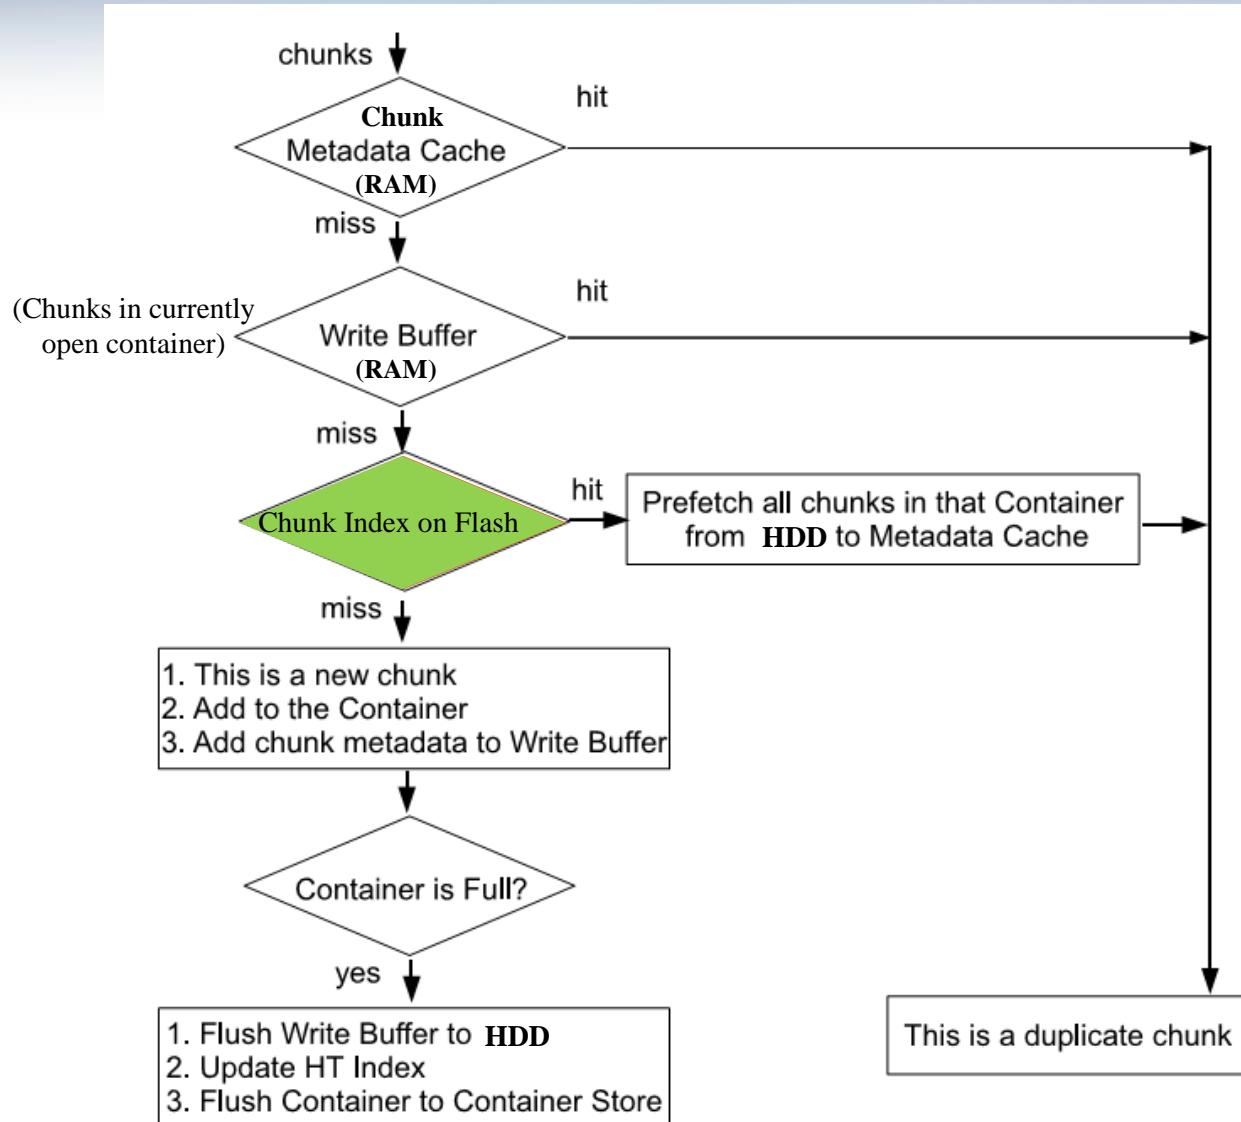 chunks
hit
Chunk
Metadata Cache
(RAM)
miss
hit
(Chunks in currently
open container)
Write Buffer
(RAM)
miss
hit
Chunk Index on Flash
Prefetch all chunks in that Container
from HDD to Metadata Cache
miss
1. This is a new chunk
2. Add to the Container
3. Add chunk metadata to Write Buffer
Container is Full?
yes
1. Flush Write Buffer to HDD
2. Update HT Index
3. Flush Container to Container Store
This is a duplicate chunk